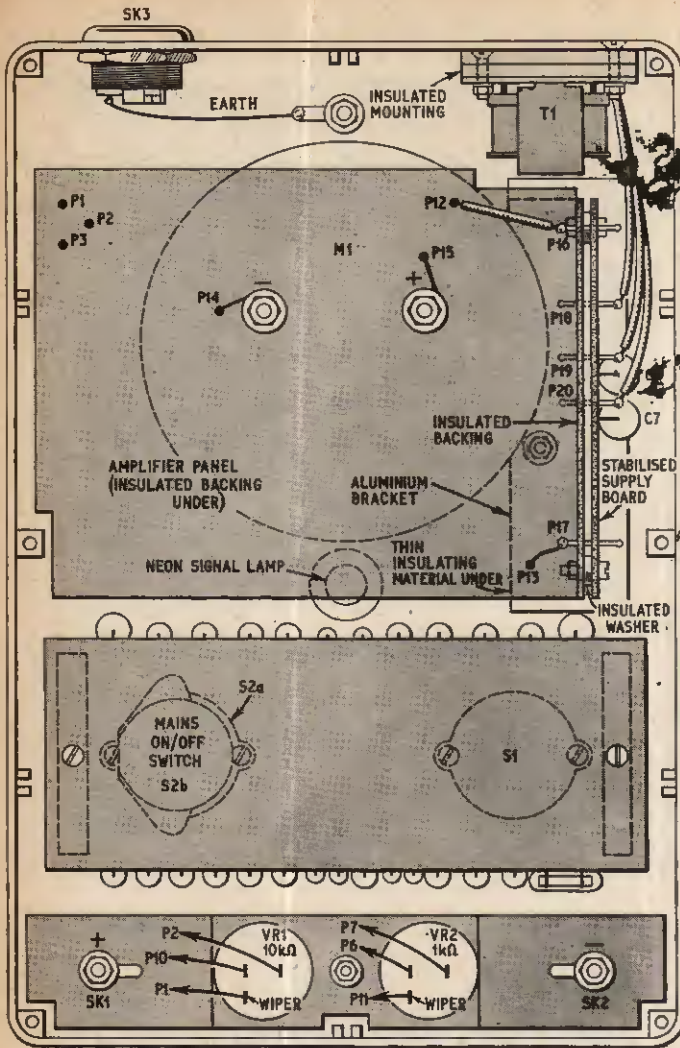 SK3
EARTH
INSULATED
MOUNTING
T1
P1
P2
P3
P12
P16
M1
P15
P14
−
+
P18
P19
P20
C7
INSULATED
BACKING
STABILISED
SUPPLY
BOARD
AMPLIFIER PANEL
(INSULATED BACKING
UNDER)
ALUMINIUM
BRACKET
P17
NEON SIGNAL LAMP
THIN
INSULATING
MATERIAL UNDER
P13
INSULATED
WASHER
S2a
MAINS
ON/OFF
SWITCH
S2b
S1
+
P2
P10
P1
VR1
10kΩ
WIPER
SK1
P7
P6
P11
VR2
1kΩ
WIPER
−
SK2